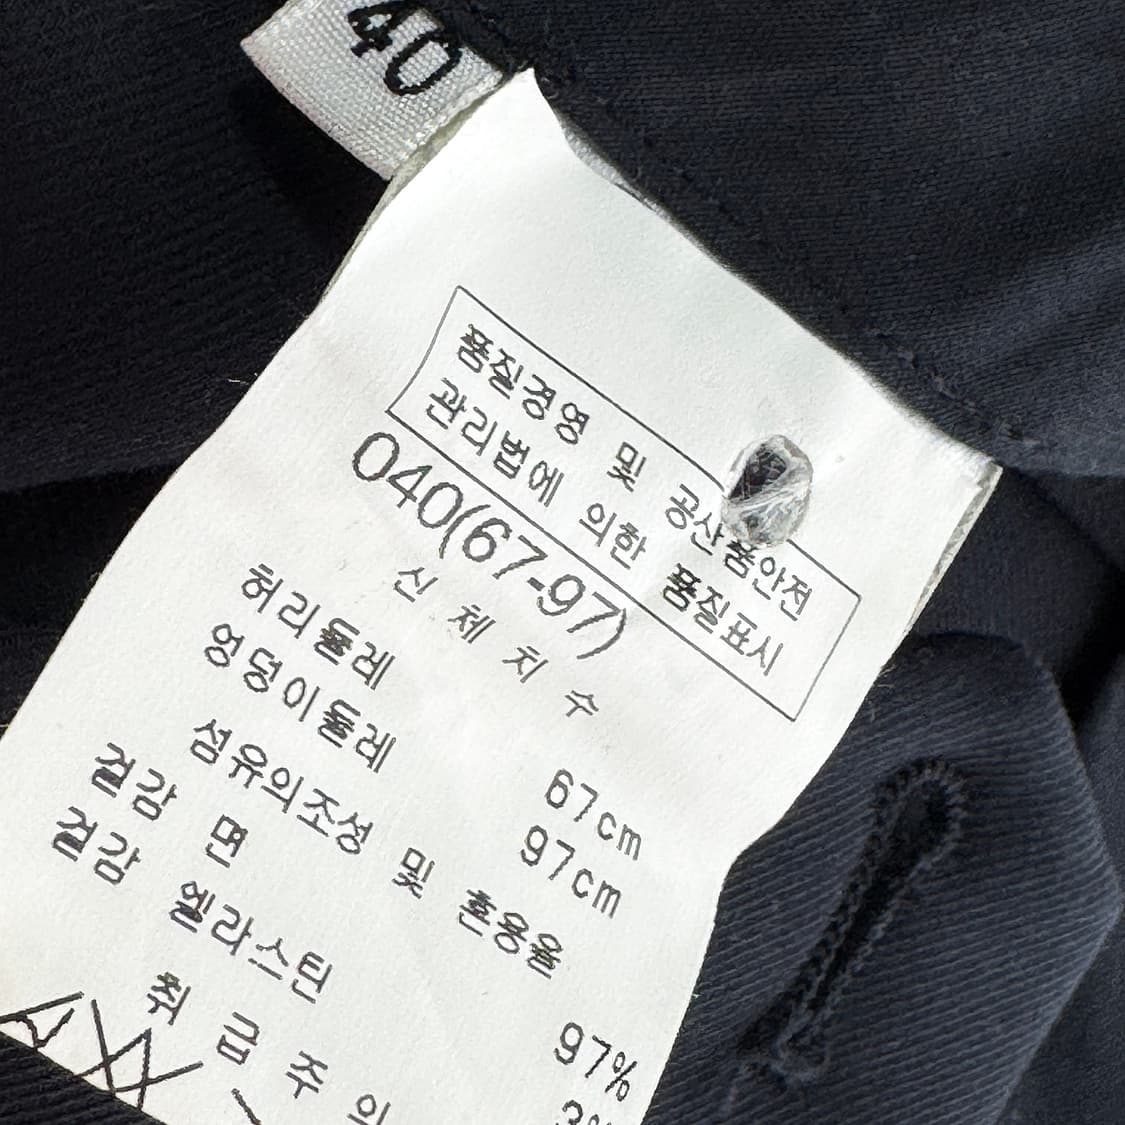 40
품질경영 및 공산품안전
관리법에 의한 품질표시
040(67-97)
신체치수
허리둘레 67cm
엉덩이둘레 97cm
섬유의조성 및 혼용율
겉감 면 97%
겉감 엘라스틴 3%
취급주의